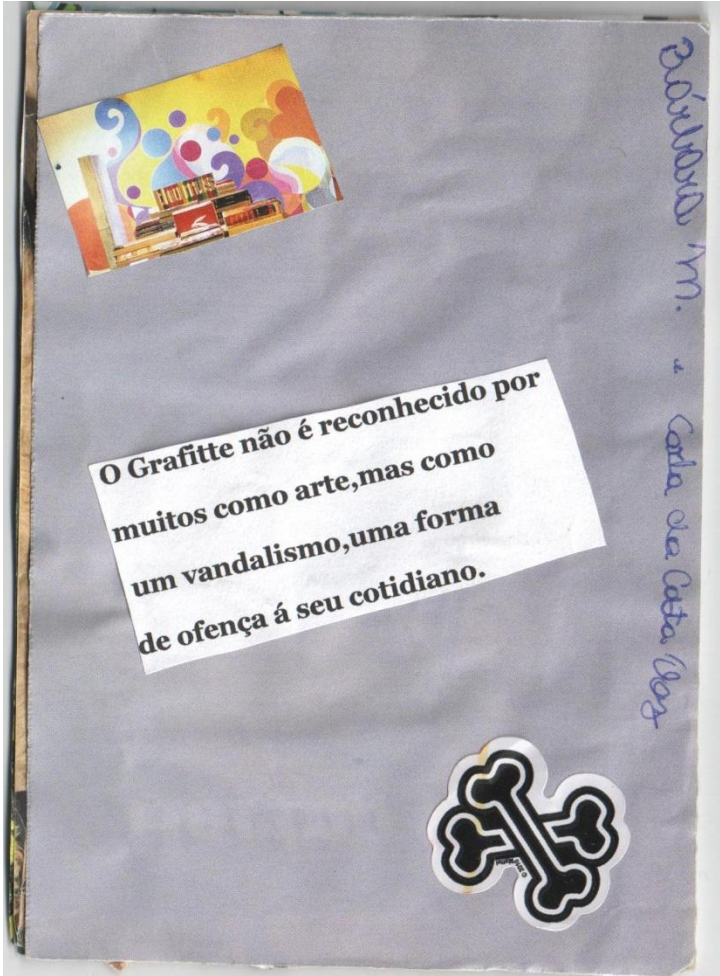 O Grafitte não é reconhecido por
muitos como arte,mas como
um vandalismo,uma forma
de ofença á seu cotidiano.
Bárbara M. e Carla da Costa Vaz